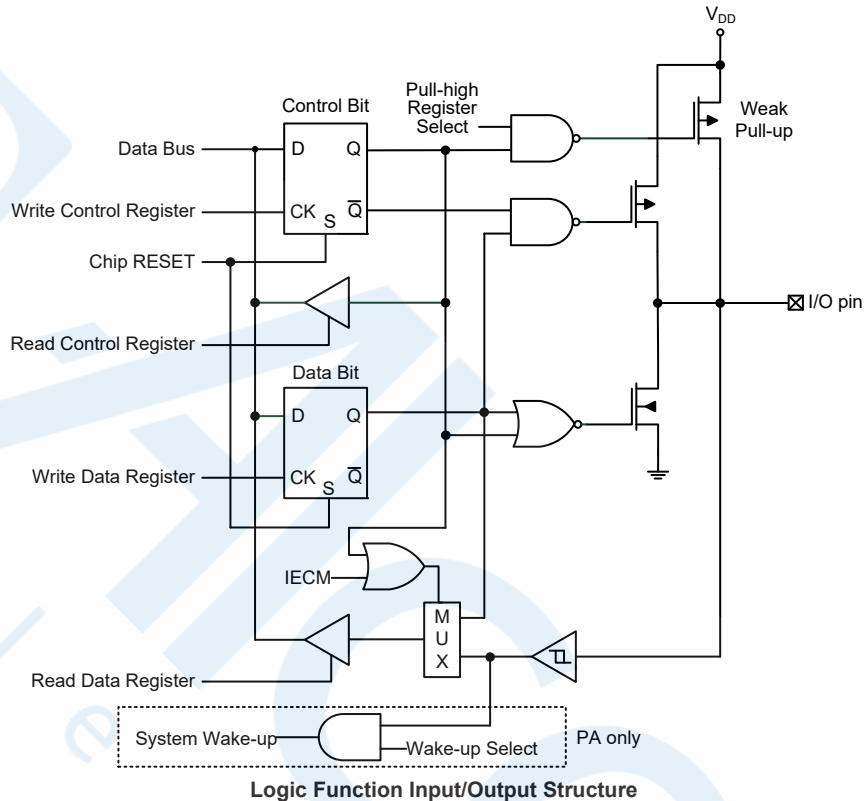 V_DD
Pull-high
Register
Select
Weak
Pull-up
Control Bit
Data Bus
D
Q
Write Control Register
CK
S
Q̅
Chip RESET
I/O pin
Read Control Register
Data Bit
D
Q
Write Data Register
CK
S
Q̅
IECM
M
U
X
Read Data Register
System Wake-up
Wake-up Select
PA only
Logic Function Input/Output Structure